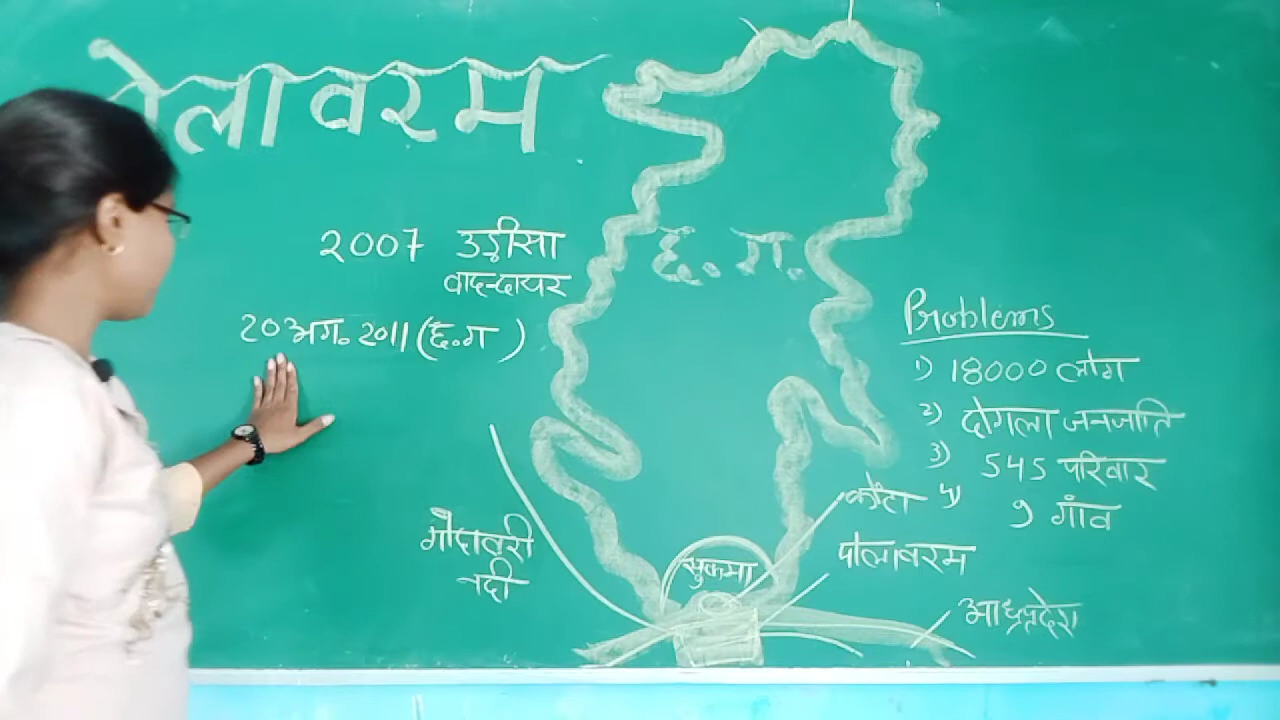 पोलावरम
2007 उड़ीसा
वाद-दायर
20 अग. 2011 (छ.ग)
छ. ग.
Problems
1) 18000 लोग
2) दोगला जनजाति
3) 545 परिवार
4) 9 गाँव
कोंटा
पोलावरम
आंध्रप्रदेश
सुकमा
गोदावरी
नदी